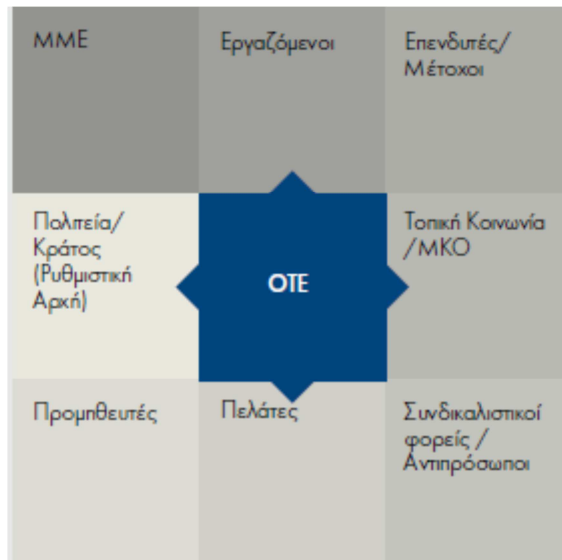 ΜΜΕ
Εργαζόμενοι
Επενδυτές/
Μέτοχοι
Πολιτεία/
Κράτος
(Ρυθμιστική
Αρχή)
ΟΤΕ
Τοπική Κοινωνία
/ΜΚΟ
Προμηθευτές
Πελάτες
Συνδικαλιστικοί
φορείς /
Αντιπρόσωποι